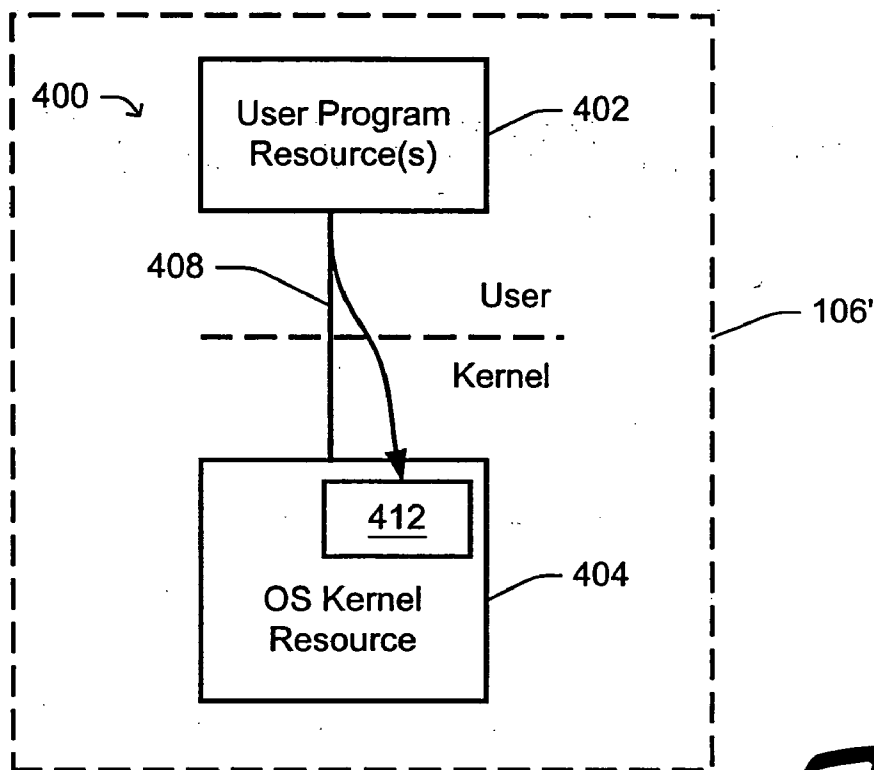 400
User Program
Resource(s)
402
408
User
106'
Kernel
412
404
OS Kernel
Resource